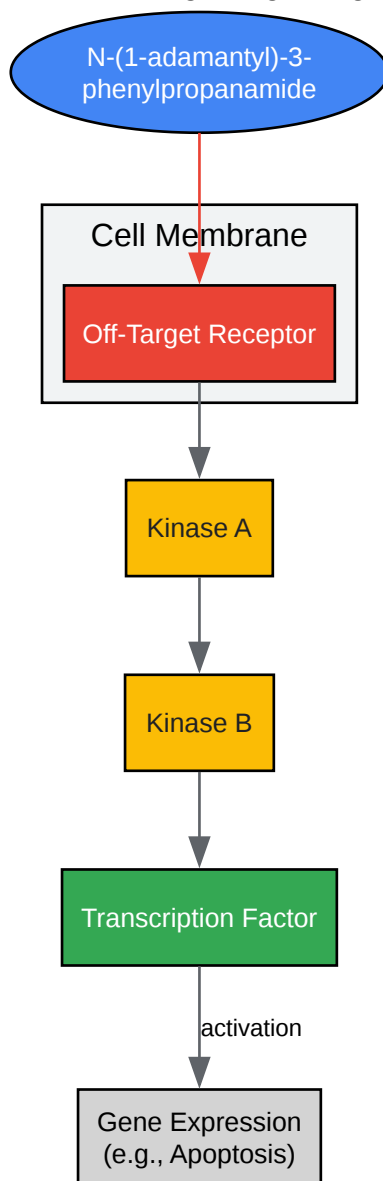 N-(1-adamantyl)-3-
phenylpropanamide
Cell Membrane
Off-Target Receptor
Kinase A
Kinase B
Transcription Factor
activation
Gene Expression
(e.g., Apoptosis)